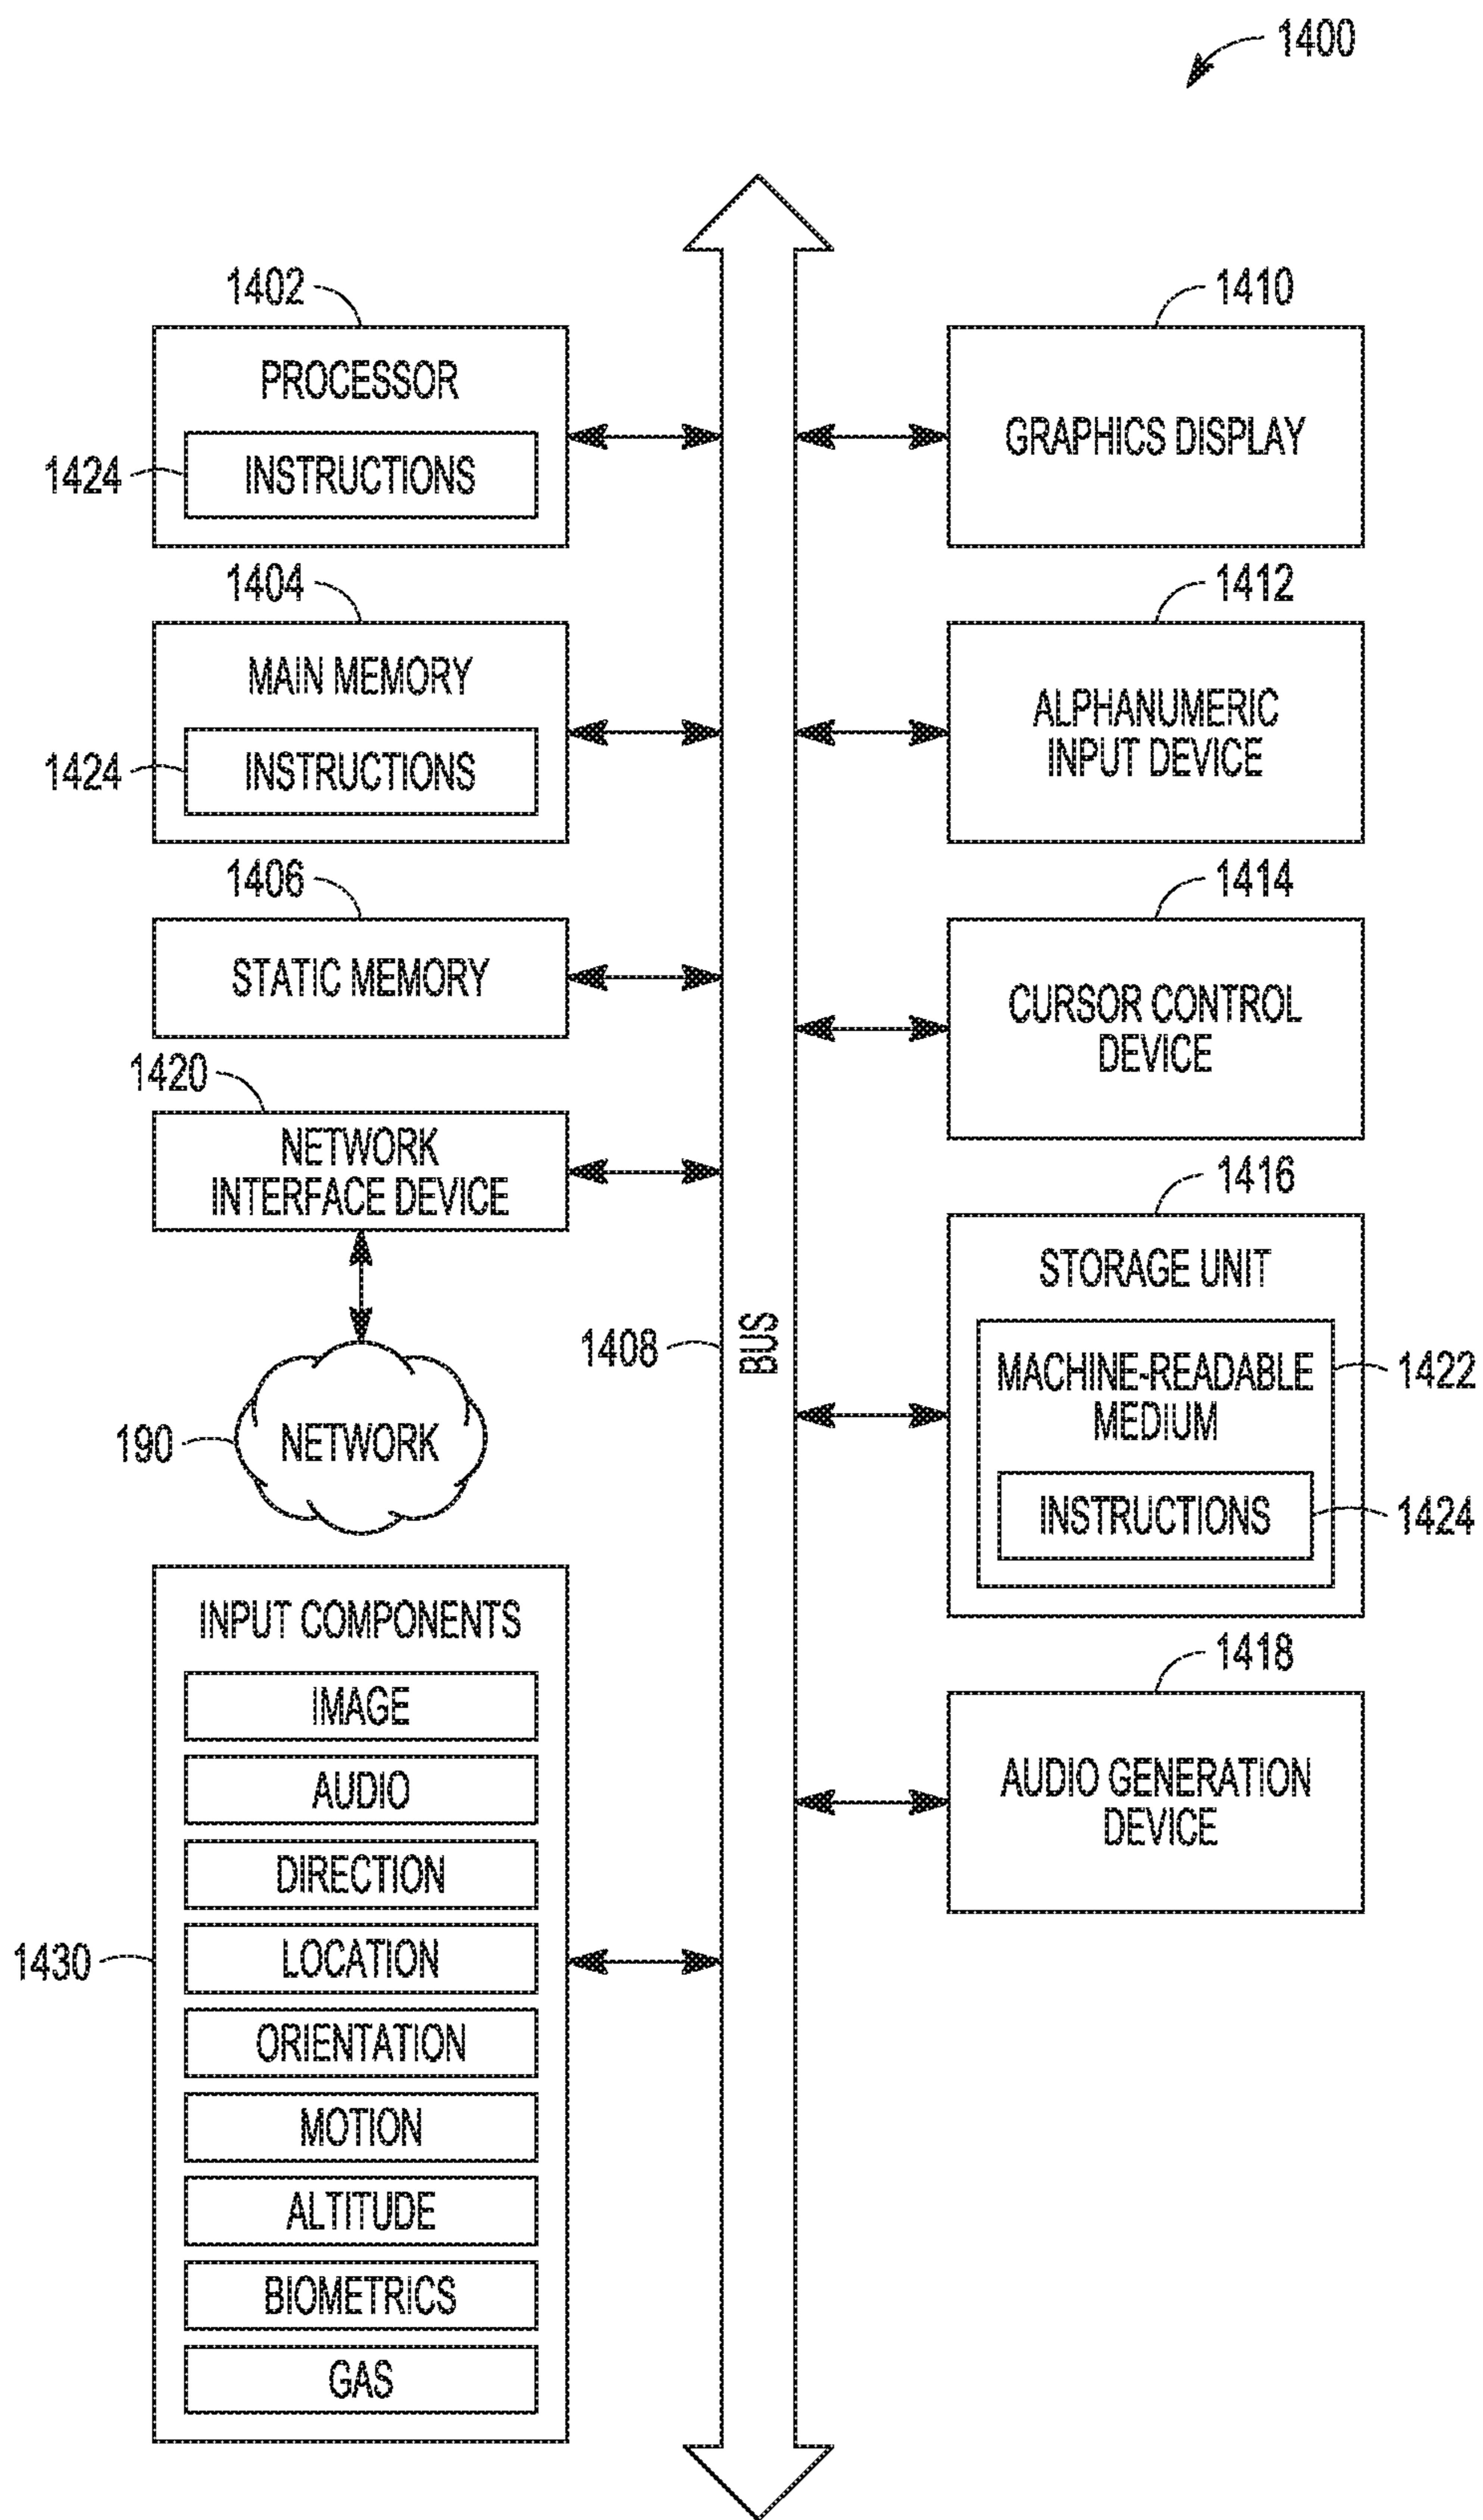 1400
1402
PROCESSOR
1424
INSTRUCTIONS
1404
MAIN MEMORY
1424
INSTRUCTIONS
1406
STATIC MEMORY
1420
NETWORK
INTERFACE DEVICE
190
NETWORK
1430
INPUT COMPONENTS
IMAGE
AUDIO
DIRECTION
LOCATION
ORIENTATION
MOTION
ALTITUDE
BIOMETRICS
GAS
1408
BUS
1410
GRAPHICS DISPLAY
1412
ALPHANUMERIC
INPUT DEVICE
1414
CURSOR CONTROL
DEVICE
1416
STORAGE UNIT
MACHINE-READABLE
MEDIUM
1422
INSTRUCTIONS
1424
1418
AUDIO GENERATION
DEVICE